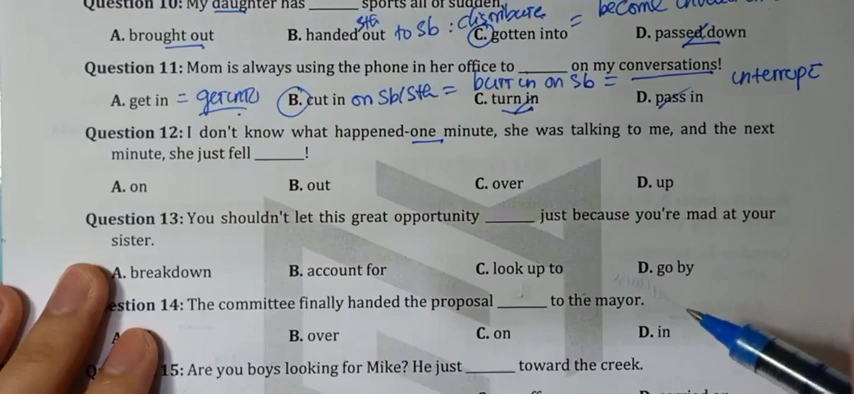 Question 10: My daughter has ______ sports all of sudden.
sth = become
A. brought out B. handed out to sb : distribute C. gotten into D. passed down
Question 11: Mom is always using the phone in her office to ______ on my conversations!
A. get in = get into B. cut in on sb/sth = burst in on sb = interrupt C. turn in D. pass in
Question 12: I don't know what happened-one minute, she was talking to me, and the next
minute, she just fell ______!
A. on B. out C. over D. up
Question 13: You shouldn't let this great opportunity ______ just because you're mad at your
sister.
A. breakdown B. account for C. look up to D. go by
estion 14: The committee finally handed the proposal ______ to the mayor.
B. over C. on D. in
15: Are you boys looking for Mike? He just ______ toward the creek.